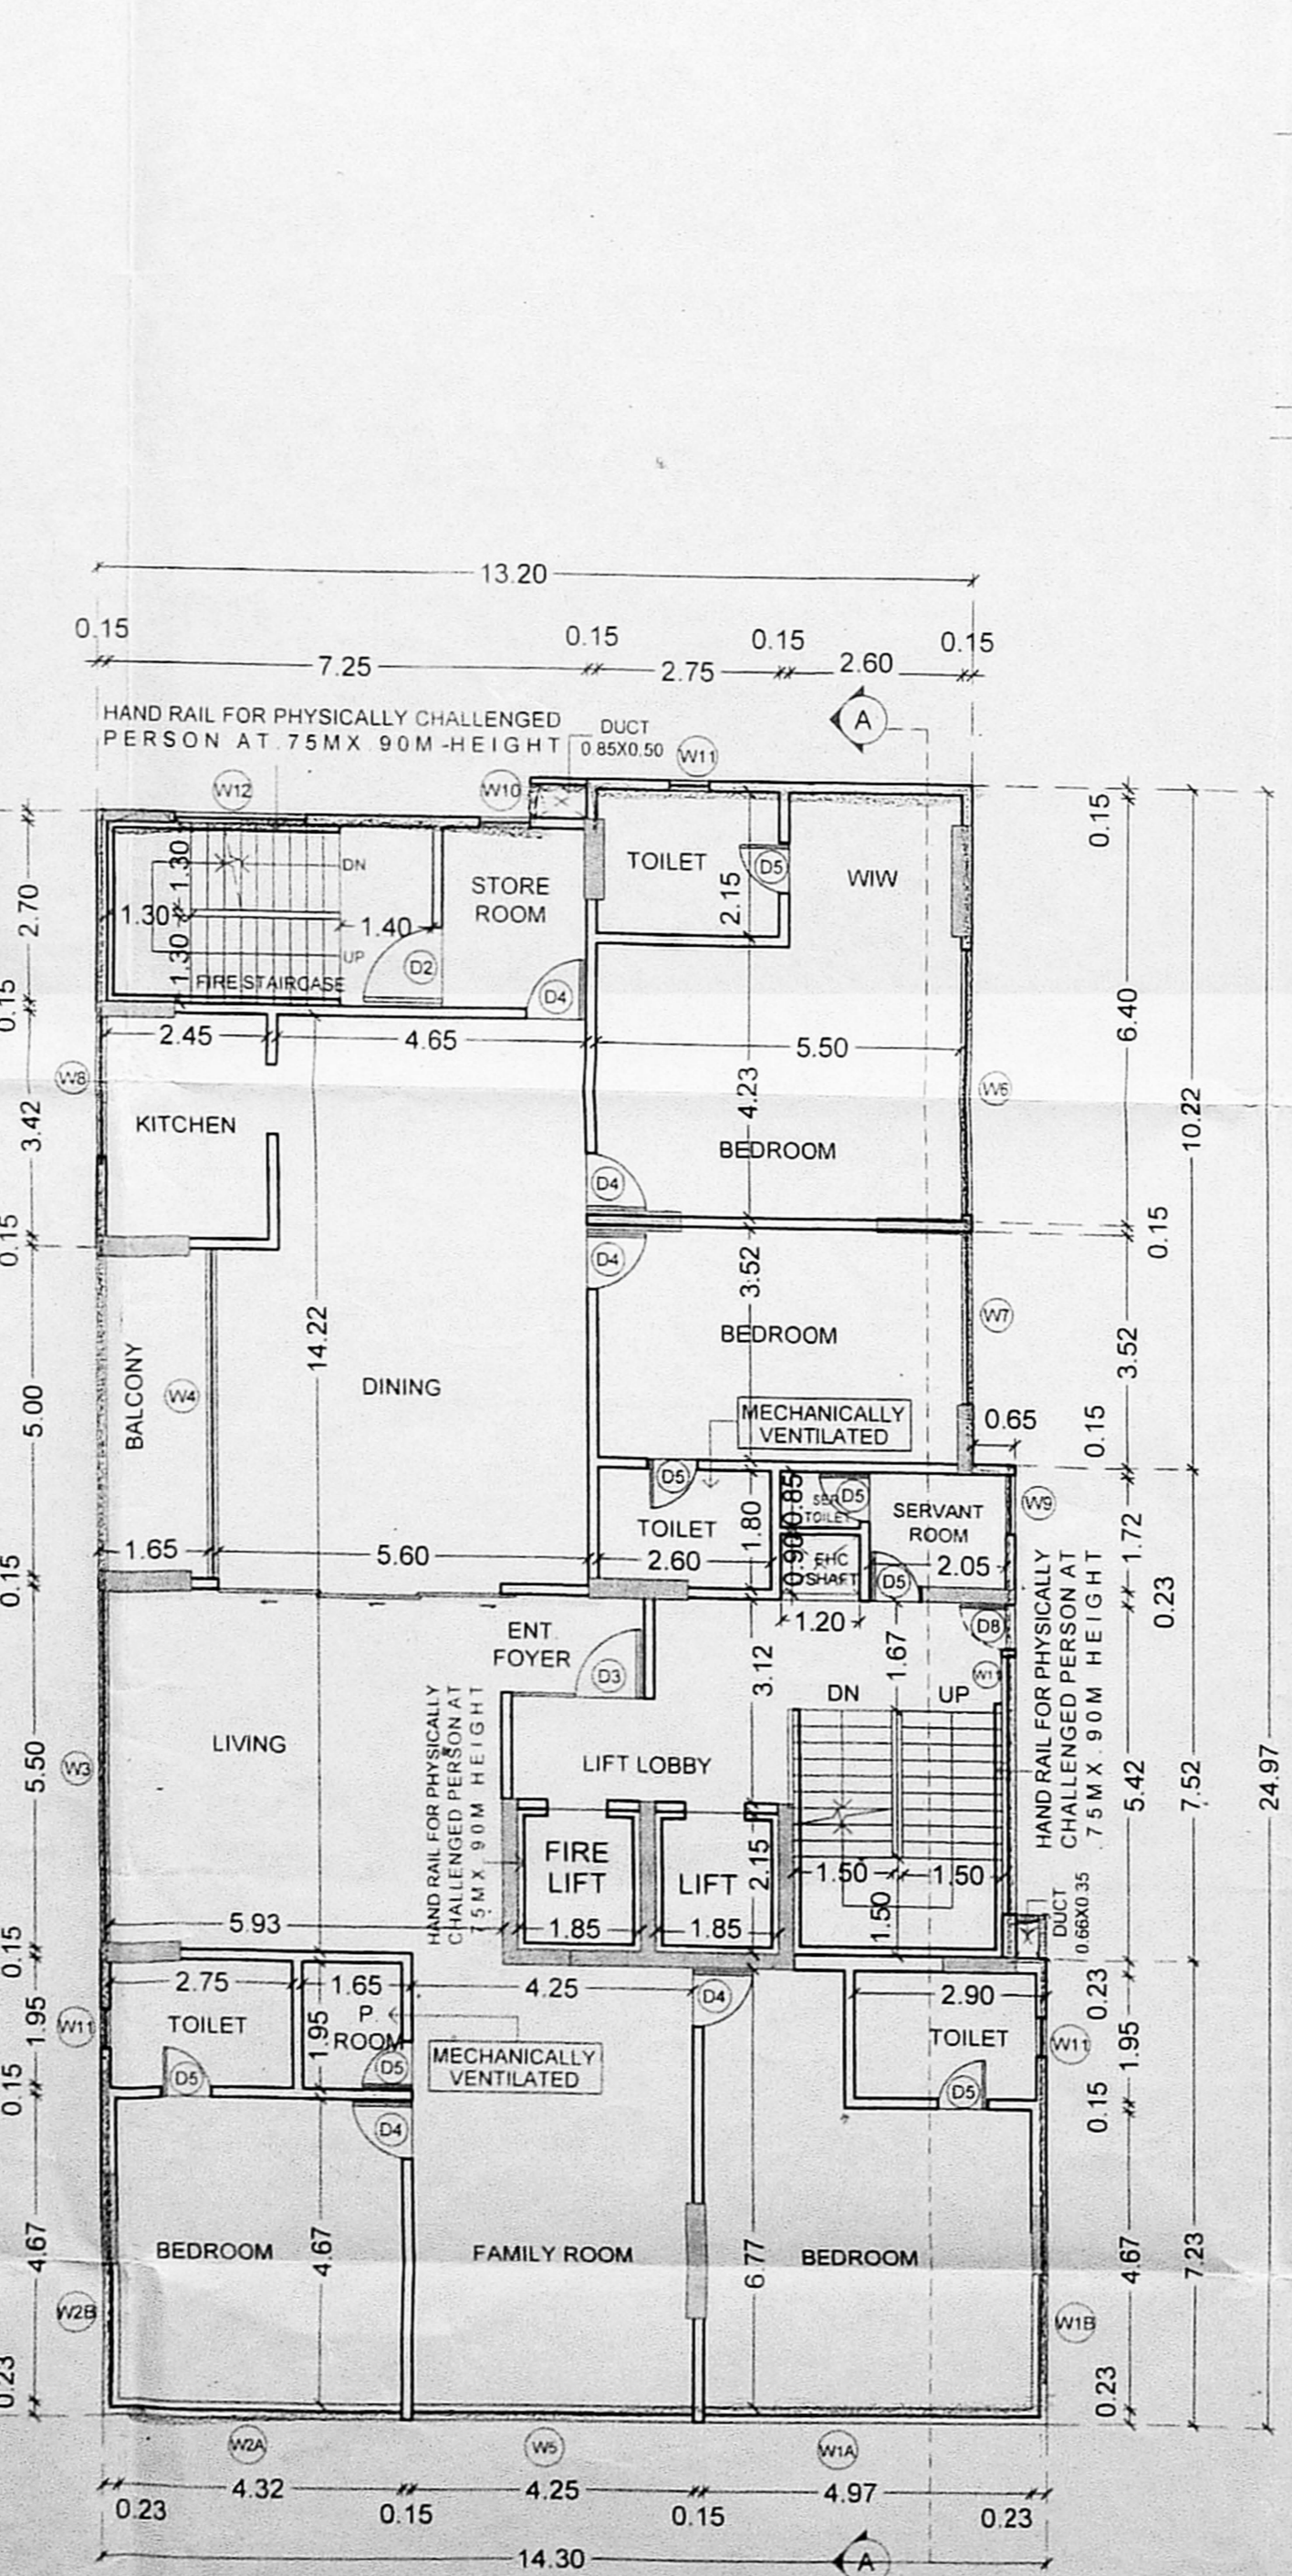 13.20
0.15
0.15
0.15
0.15
7.25
2.75
2.60
HAND RAIL FOR PHYSICALLY CHALLENGED
PERSON AT .75MX .90M -HEIGHT
DUCT
0.85X0.50
A
W12
W10
W11
1.30
1.30
1.30
DN
UP
1.40
FIRE STAIRCASE
D2
STORE
ROOM
D4
TOILET
2.15
D5
WIW
0.15
2.70
0.15
2.45
4.65
5.50
6.40
W8
KITCHEN
3.42
4.23
BEDROOM
W6
10.22
D4
0.15
0.15
D4
3.52
BEDROOM
W7
3.52
14.22
BALCONY
W4
DINING
5.00
MECHANICALLY
VENTILATED
0.65
0.15
D5
TOILET
1.80
2.60
0.85
D5
TOILET
0.90
EHC
SHAFT
SERVANT
ROOM
2.05
D5
W9
1.72
1.65
5.60
0.15
1.20
0.23
ENT.
FOYER
D3
3.12
1.67
D8
W11
DN
UP
HAND RAIL FOR PHYSICALLY
CHALLENGED PERSON AT
.75MX.90M HEIGHT
LIVING
W3
5.50
HAND RAIL FOR PHYSICALLY
CHALLENGED PERSON AT
.75MX .90M HEIGHT
LIFT LOBBY
5.42
7.52
24.97
FIRE
LIFT
LIFT
2.15
1.50
1.50
1.50
5.93
1.85
1.85
DUCT
0.66X0.35
0.15
2.75
1.65
4.25
D4
2.90
0.23
TOILET
P.
ROOM
1.95
D5
D5
MECHANICALLY
VENTILATED
TOILET
D5
W11
1.95
W11
1.95
0.15
0.15
D4
BEDROOM
4.67
FAMILY ROOM
6.77
BEDROOM
4.67
4.67
7.23
W2B
W1B
0.23
0.23
W2A
W5
W1A
4.32
4.25
4.97
0.23
0.15
0.15
0.23
14.30
A